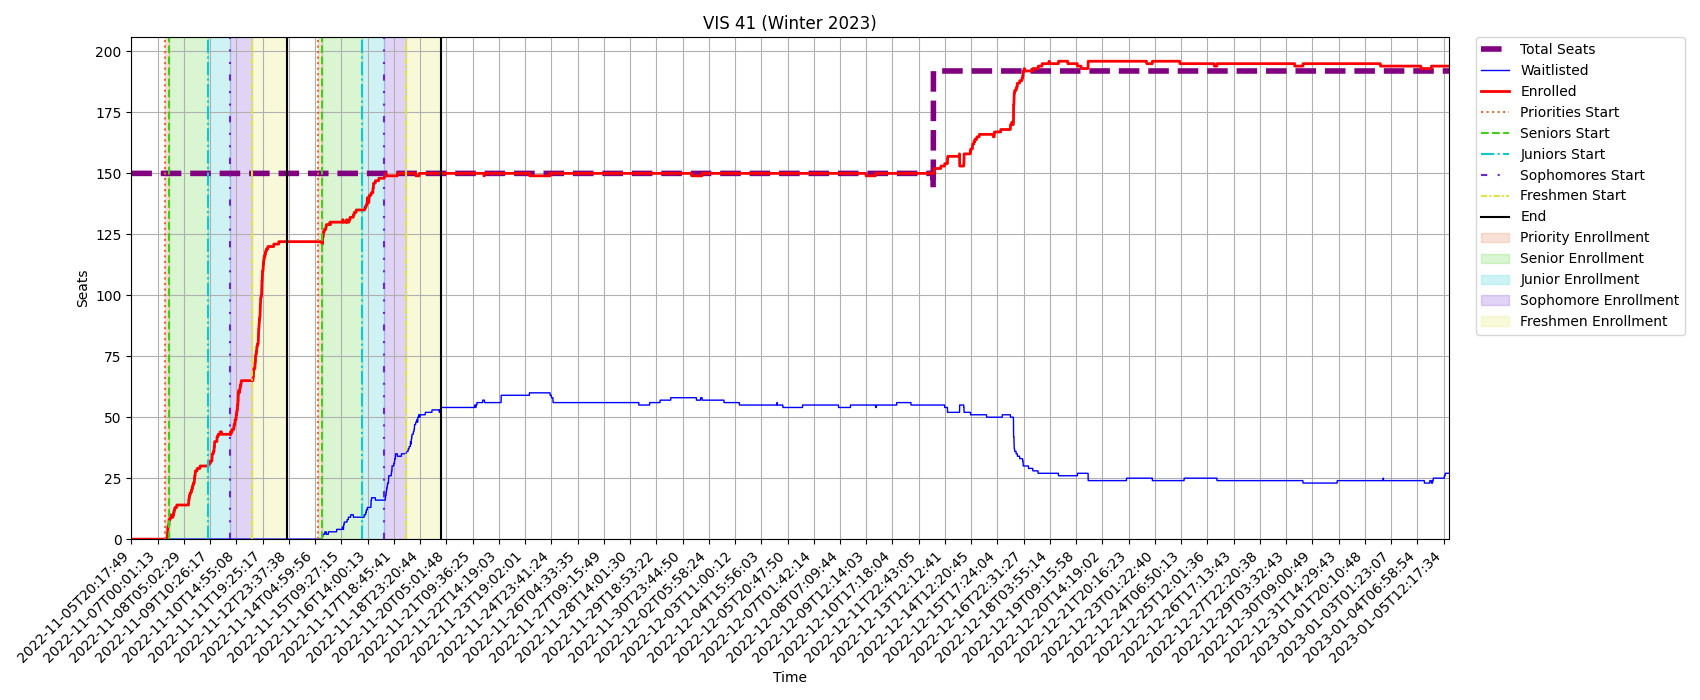 VIS 41 (Winter 2023)
Seats
200
175
150
125
100
75
50
25
0
2022-11-05T20:17:49
2022-11-07T00:01:13
2022-11-08T05:02:29
2022-11-09T10:26:17
2022-11-10T14:55:08
2022-11-11T19:25:17
2022-11-12T23:37:38
2022-11-14T04:59:56
2022-11-15T09:27:15
2022-11-16T14:00:13
2022-11-17T18:45:41
2022-11-18T23:20:44
2022-11-20T05:01:48
2022-11-21T09:36:25
2022-11-22T14:19:03
2022-11-23T19:02:01
2022-11-24T23:41:24
2022-11-26T04:33:35
2022-11-27T09:15:49
2022-11-28T14:01:30
2022-11-29T18:53:22
2022-11-30T23:44:50
2022-12-02T05:58:24
2022-12-03T11:00:12
2022-12-04T15:56:03
2022-12-05T20:47:50
2022-12-07T01:42:14
2022-12-08T07:09:44
2022-12-09T12:14:03
2022-12-10T17:18:04
2022-12-11T22:43:05
2022-12-13T12:12:41
2022-12-14T12:20:45
2022-12-15T17:24:04
2022-12-16T22:31:27
2022-12-18T03:55:14
2022-12-19T09:15:58
2022-12-20T14:19:02
2022-12-21T20:16:23
2022-12-23T01:22:40
2022-12-24T06:50:13
2022-12-25T12:01:36
2022-12-26T17:13:43
2022-12-27T22:20:38
2022-12-29T03:32:43
2022-12-30T09:00:49
2022-12-31T14:29:43
2023-01-01T20:10:48
2023-01-03T01:23:07
2023-01-04T06:58:54
2023-01-05T12:17:34
Time
Total Seats
Waitlisted
Enrolled
Priorities Start
Seniors Start
Juniors Start
Sophomores Start
Freshmen Start
End
Priority Enrollment
Senior Enrollment
Junior Enrollment
Sophomore Enrollment
Freshmen Enrollment